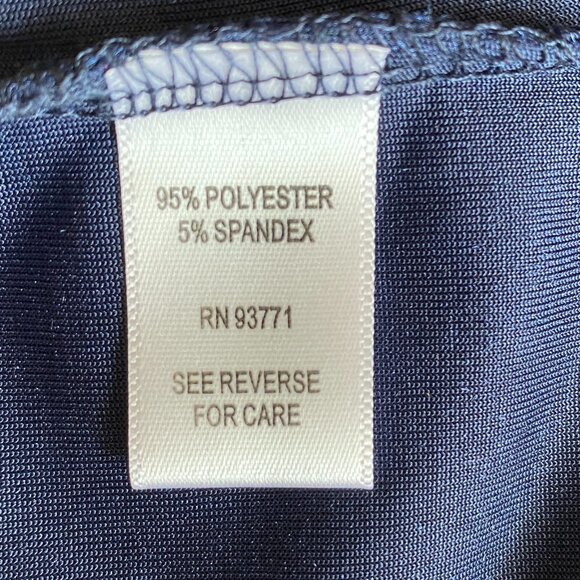 95% POLYESTER
5% SPANDEX
RN 93771
SEE REVERSE
FOR CARE